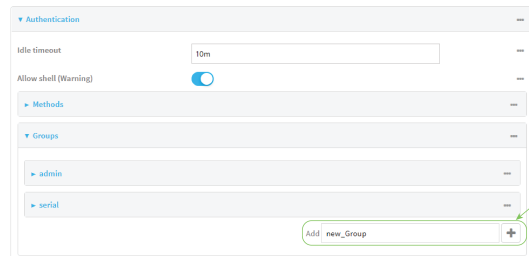 Authentication
Idle timeout 10m
Allow shell (Warning)
Methods
Groups
admin
serial
Add new_Group